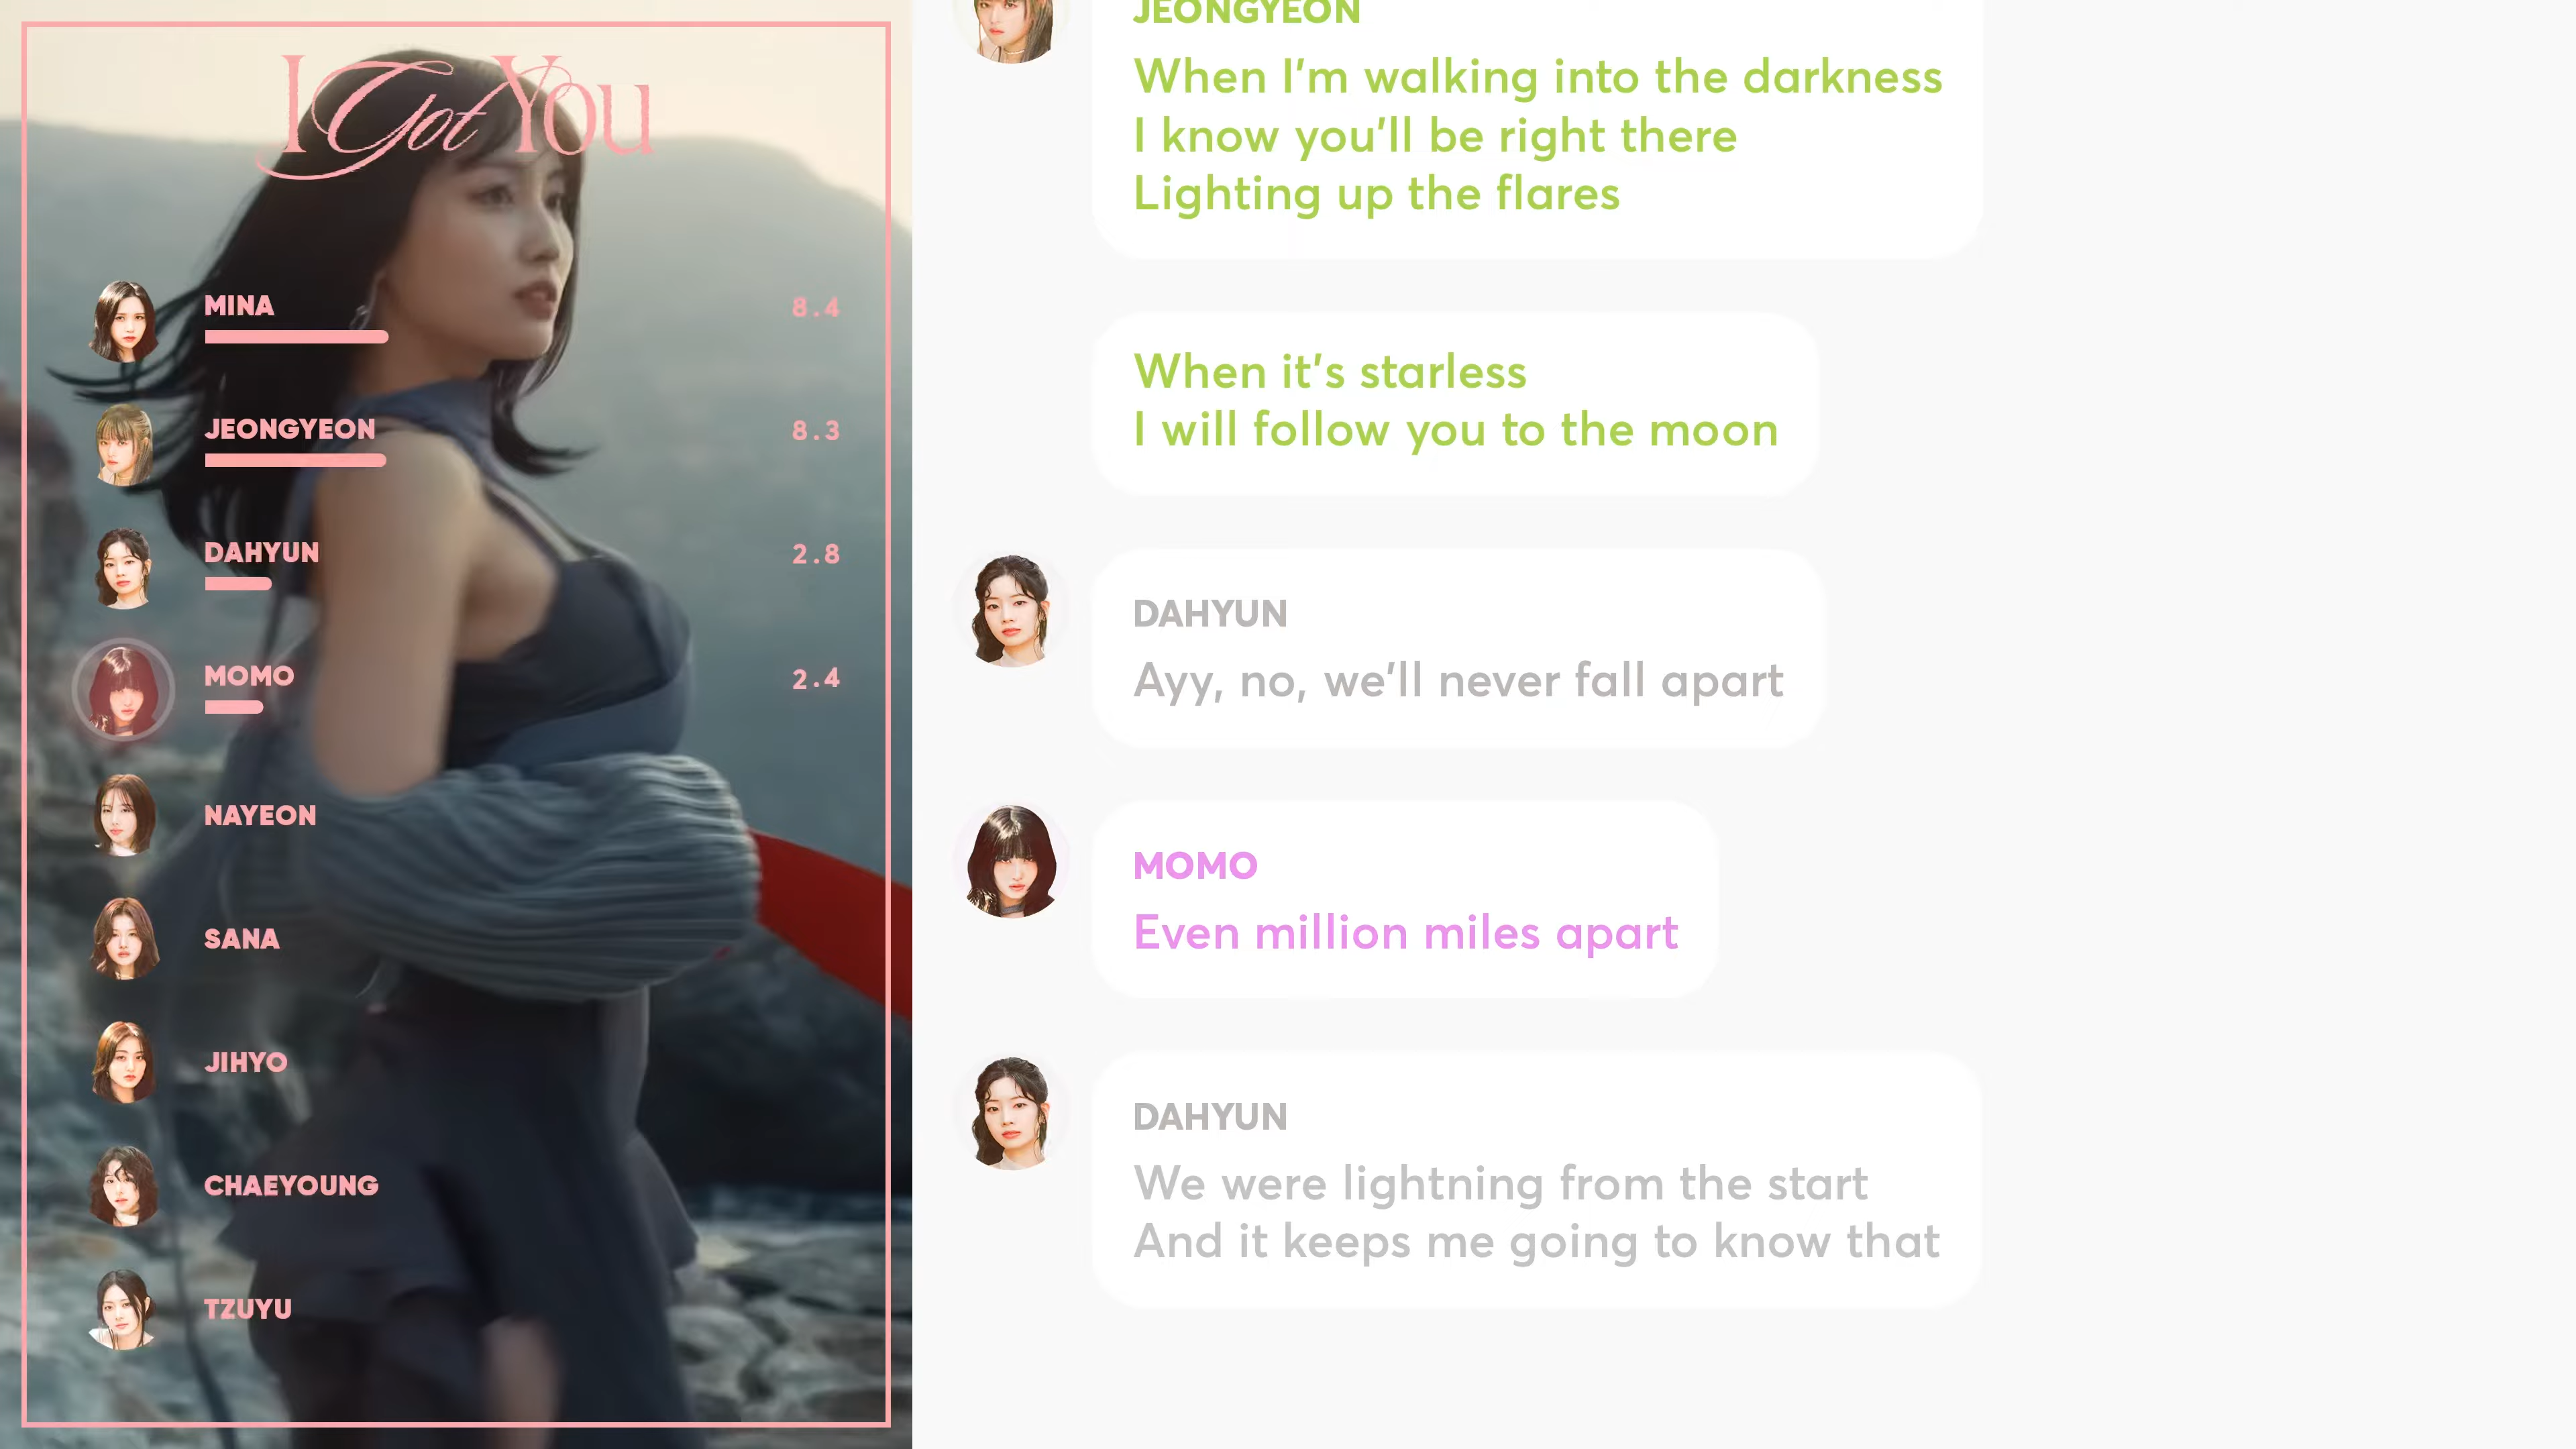 I Got You
MINA
8.4
JEONGYEON
8.3
DAHYUN
2.8
MOMO
2.4
NAYEON
SANA
JIHYO
CHAEYOUNG
TZUYU
JEONGYEON
When I'm walking into the darkness
I know you'll be right there
Lighting up the flares
When it's starless
I will follow you to the moon
DAHYUN
Ayy, no, we'll never fall apart
MOMO
Even million miles apart
DAHYUN
We were lightning from the start
And it keeps me going to know that